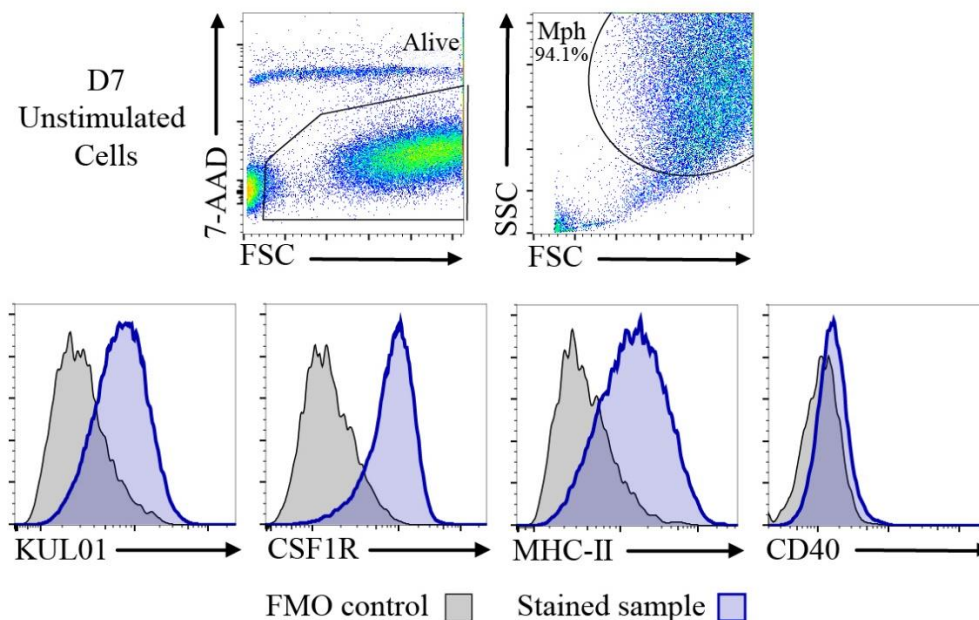 D7
Unstimulated
Cells
7-AAD
Alive
FSC
SSC
Mph
94.1%
FSC
KUL01
CSF1R
MHC-II
CD40
FMO control
Stained sample